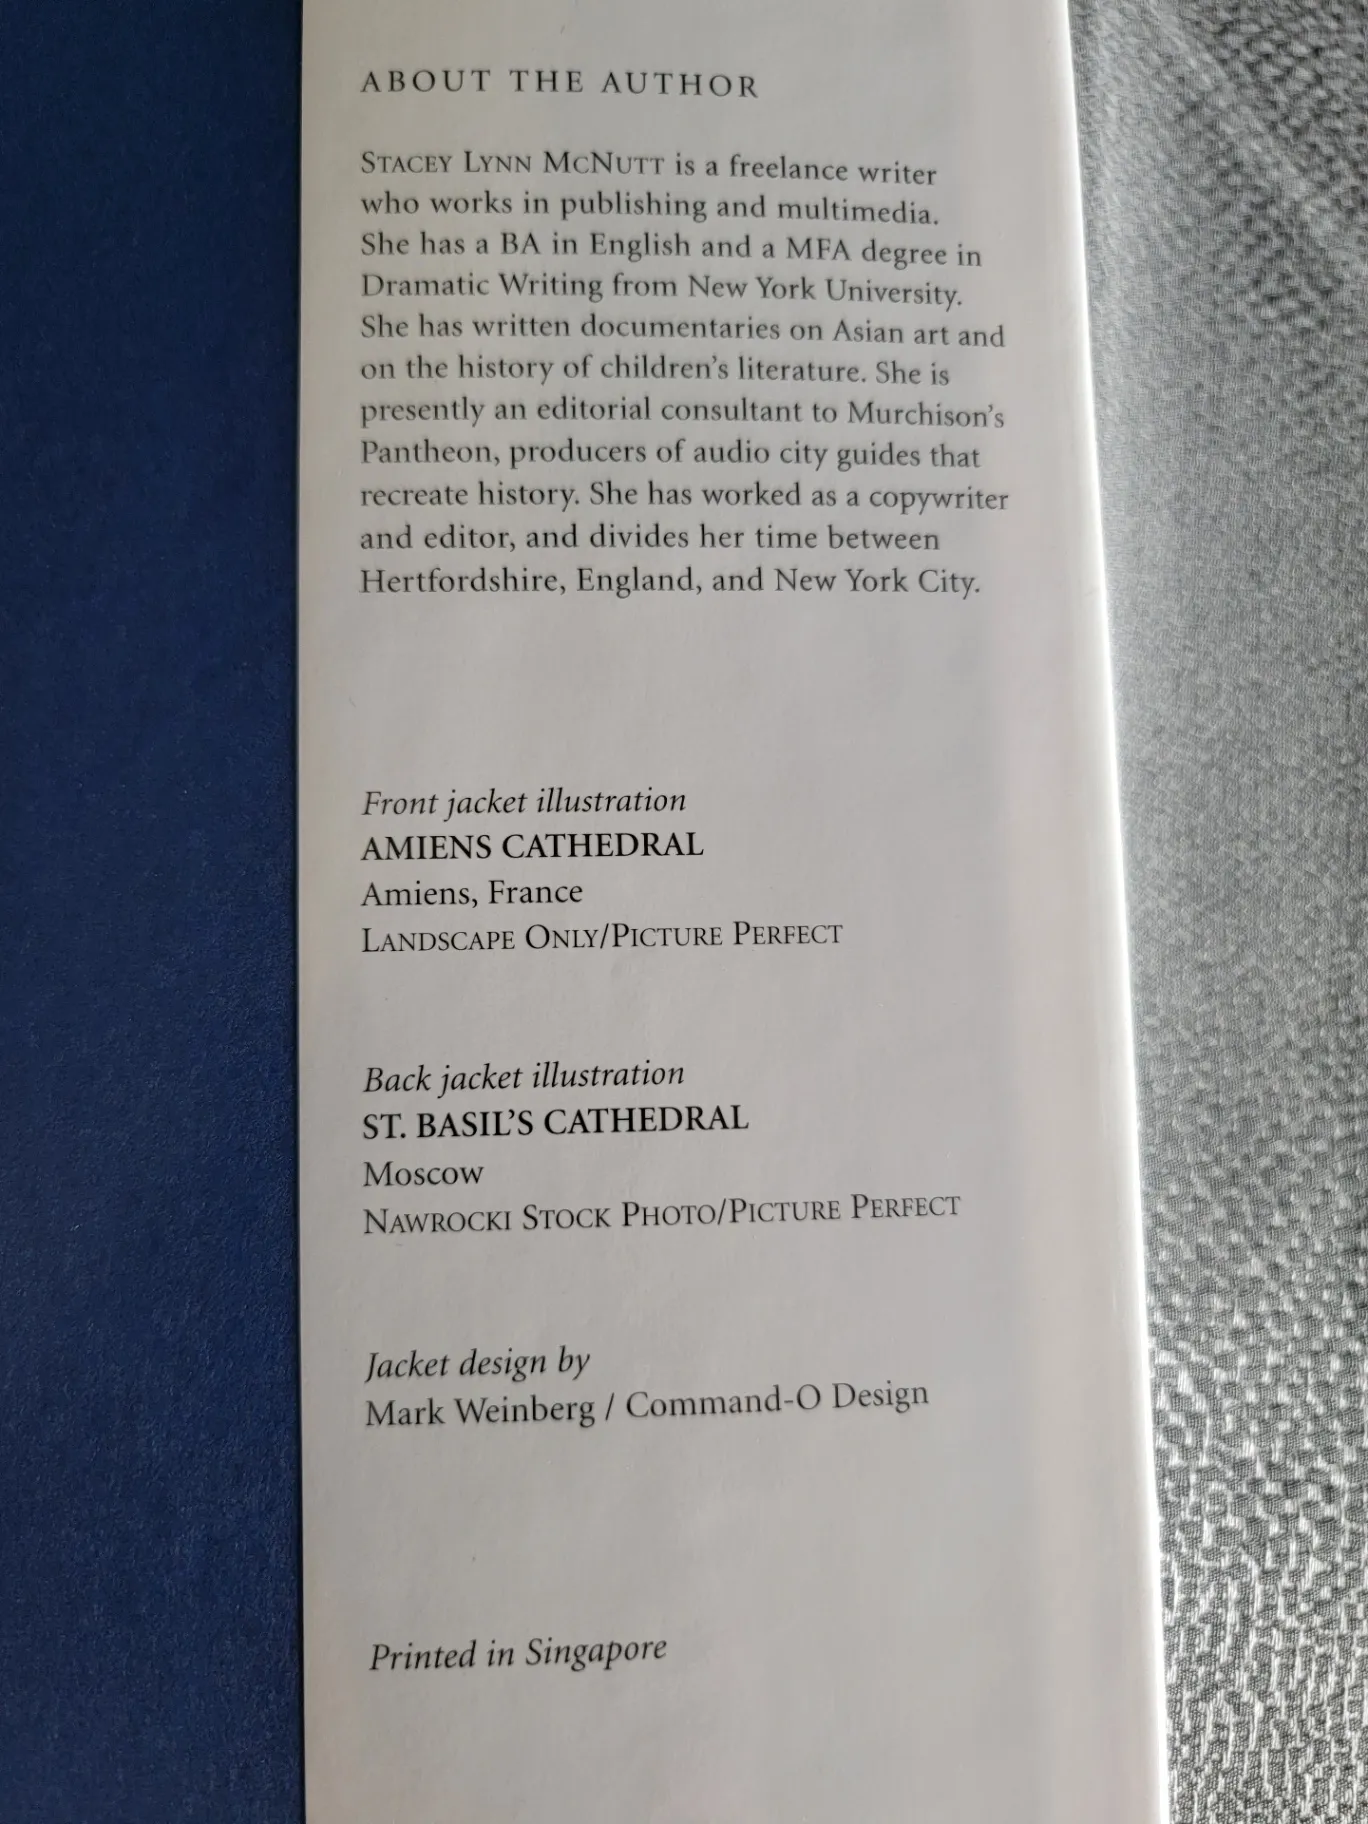 ABOUT THE AUTHOR
STACEY LYNN MCNUTT is a freelance writer
who works in publishing and multimedia.
She has a BA in English and a MFA degree in
Dramatic Writing from New York University.
She has written documentaries on Asian art and
on the history of children's literature. She is
presently an editorial consultant to Murchison's
Pantheon, producers of audio city guides that
recreate history. She has worked as a copywriter
and editor, and divides her time between
Hertfordshire, England, and New York City.
Front jacket illustration
AMIENS CATHEDRAL
Amiens, France
LANDSCAPE ONLY/PICTURE PERFECT
Back jacket illustration
ST. BASIL'S CATHEDRAL
Moscow
NAWROCKI STOCK PHOTO/PICTURE PERFECT
Jacket design by
Mark Weinberg / Command-O Design
Printed in Singapore